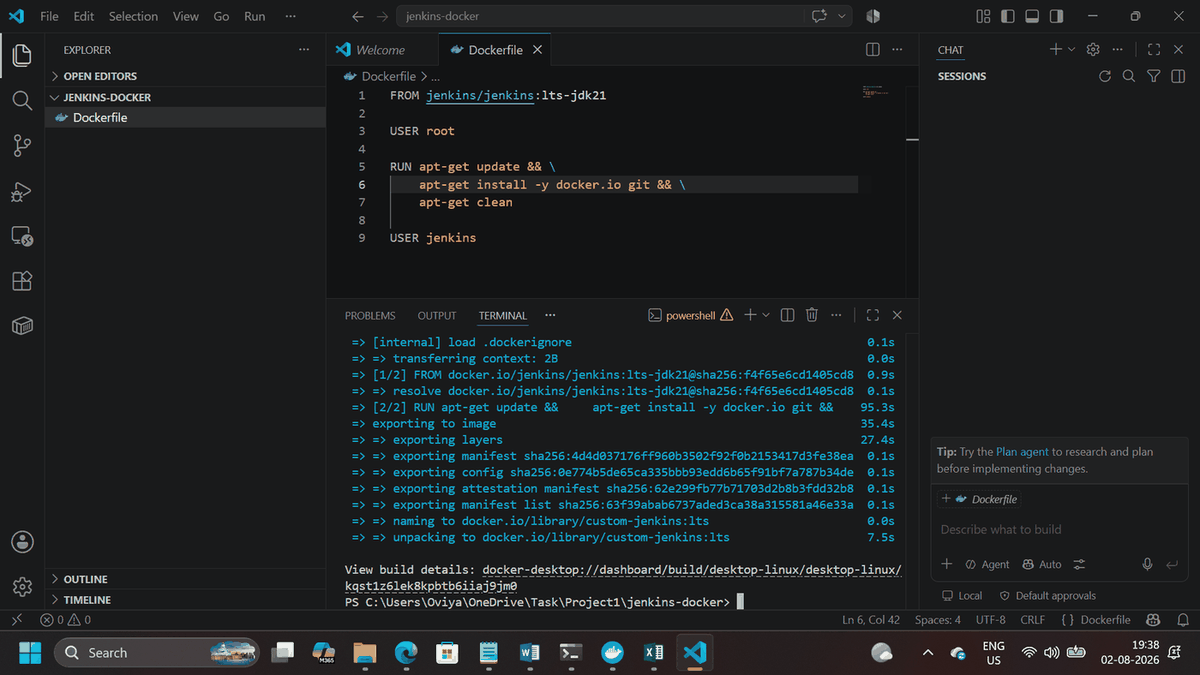 File Edit Selection View Go Run ···
jenkins-docker
EXPLORER ···
OPEN EDITORS
JENKINS-DOCKER
Dockerfile
OUTLINE
TIMELINE
Welcome
Dockerfile
Dockerfile > ...
1 FROM jenkins/jenkins:lts-jdk21
2
3 USER root
4
5 RUN apt-get update && \
6 apt-get install -y docker.io git && \
7 apt-get clean
8
9 USER jenkins
PROBLEMS OUTPUT TERMINAL ···
powershell
=> [internal] load .dockerignore 0.1s
=> => transferring context: 2B 0.0s
=> [1/2] FROM docker.io/jenkins/jenkins:lts-jdk21@sha256:f4f65e6cd1405cd8 0.9s
=> => resolve docker.io/jenkins/jenkins:lts-jdk21@sha256:f4f65e6cd1405cd8 0.1s
=> [2/2] RUN apt-get update && apt-get install -y docker.io git && 95.3s
=> exporting to image 35.4s
=> => exporting layers 27.4s
=> => exporting manifest sha256:4d4d037176ff960b3502f92f0b2153417d3fe38ea 0.1s
=> => exporting config sha256:0e774b5de65ca335bbb93edd6b65f91bf7a787b34de 0.1s
=> => exporting attestation manifest sha256:62e299fb77b71703d2b8b3fdd32b8 0.1s
=> => exporting manifest list sha256:63f39abab6737aded3ca38a315581a46e33a 0.1s
=> => naming to docker.io/library/custom-jenkins:lts 0.0s
=> => unpacking to docker.io/library/custom-jenkins:lts 7.5s
View build details: docker-desktop://dashboard/build/desktop-linux/desktop-linux/
kqst1z6lek8kpbtb6iiaj9jm0
PS C:\Users\Oviya\OneDrive\Task\Project1\jenkins-docker>
CHAT
SESSIONS
Tip: Try the Plan agent to research and plan
before implementing changes.
Dockerfile
Describe what to build
Agent Auto
Local Default approvals
0 0
Ln 6, Col 42 Spaces: 4 UTF-8 CRLF { } Dockerfile
Search
M365
ENG
US
19:38
02-08-2026